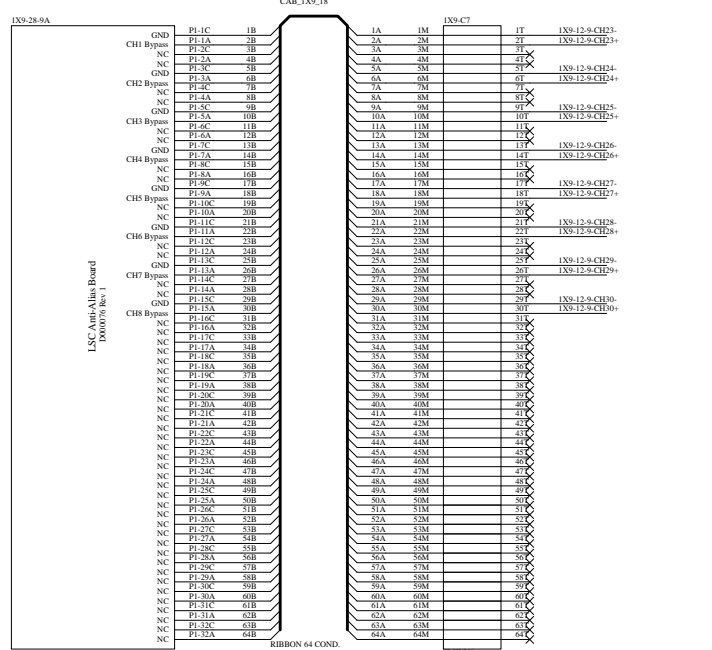 CAB_1X9_18
1X9-28-9A 1X9-C7
GND P1-1C 1B 1A 1M 1T 1X9-12-9-CH23-
CH1 Bypass P1-1A 2B 2A 2M 2T 1X9-12-9-CH23+
NC P1-2C 3B 3A 3M 3T
NC P1-2A 4B 4A 4M 4T
GND P1-3C 5B 5A 5M 5T 1X9-12-9-CH24-
CH2 Bypass P1-3A 6B 6A 6M 6T 1X9-12-9-CH24+
NC P1-4C 7B 7A 7M 7T
NC P1-4A 8B 8A 8M 8T
GND P1-5C 9B 9A 9M 9T 1X9-12-9-CH25-
CH3 Bypass P1-5A 10B 10A 10M 10T 1X9-12-9-CH25+
NC P1-6C 11B 11A 11M 11T
NC P1-6A 12B 12A 12M 12T
GND P1-7C 13B 13A 13M 13T 1X9-12-9-CH26-
CH4 Bypass P1-7A 14B 14A 14M 14T 1X9-12-9-CH26+
NC P1-8C 15B 15A 15M 15T
NC P1-8A 16B 16A 16M 16T
GND P1-9C 17B 17A 17M 17T 1X9-12-9-CH27-
CH5 Bypass P1-9A 18B 18A 18M 18T 1X9-12-9-CH27+
NC P1-10C 19B 19A 19M 19T
NC P1-10A 20B 20A 20M 20T
GND P1-11C 21B 21A 21M 21T 1X9-12-9-CH28-
CH6 Bypass P1-11A 22B 22A 22M 22T 1X9-12-9-CH28+
NC P1-12C 23B 23A 23M 23T
NC P1-12A 24B 24A 24M 24T
GND P1-13C 25B 25A 25M 25T 1X9-12-9-CH29-
CH7 Bypass P1-13A 26B 26A 26M 26T 1X9-12-9-CH29+
NC P1-14C 27B 27A 27M 27T
NC P1-14A 28B 28A 28M 28T
GND P1-15C 29B 29A 29M 29T 1X9-12-9-CH30-
CH8 Bypass P1-15A 30B 30A 30M 30T 1X9-12-9-CH30+
NC P1-16C 31B 31A 31M 31T
NC P1-16A 32B 32A 32M 32T
NC P1-17C 33B 33A 33M 33T
NC P1-17A 34B 34A 34M 34T
NC P1-18C 35B 35A 35M 35T
NC P1-18A 36B 36A 36M 36T
NC P1-19C 37B 37A 37M 37T
NC P1-19A 38B 38A 38M 38T
NC P1-20C 39B 39A 39M 39T
NC P1-20A 40B 40A 40M 40T
NC P1-21C 41B 41A 41M 41T
NC P1-21A 42B 42A 42M 42T
NC P1-22C 43B 43A 43M 43T
NC P1-22A 44B 44A 44M 44T
NC P1-23C 45B 45A 45M 45T
NC P1-23A 46B 46A 46M 46T
NC P1-24C 47B 47A 47M 47T
NC P1-24A 48B 48A 48M 48T
NC P1-25C 49B 49A 49M 49T
NC P1-25A 50B 50A 50M 50T
NC P1-26C 51B 51A 51M 51T
NC P1-26A 52B 52A 52M 52T
NC P1-27C 53B 53A 53M 53T
NC P1-27A 54B 54A 54M 54T
NC P1-28C 55B 55A 55M 55T
NC P1-28A 56B 56A 56M 56T
NC P1-29C 57B 57A 57M 57T
NC P1-29A 58B 58A 58M 58T
NC P1-30C 59B 59A 59M 59T
NC P1-30A 60B 60A 60M 60T
NC P1-31C 61B 61A 61M 61T
NC P1-31A 62B 62A 62M 62T
NC P1-32C 63B 63A 63M 63T
NC P1-32A 64B 64A 64M 64T
LSC Anti-Alias Board
D000076 Rev 1
RIBBON 64 COND.